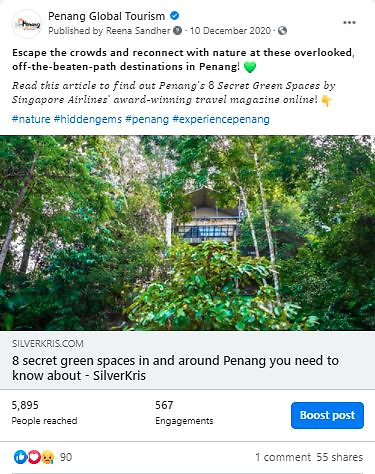 Penang Global Tourism
Published by Reena Sandher · 10 December 2020 ·
Escape the crowds and reconnect with nature at these overlooked,
off-the-beaten-path destinations in Penang! 💚
Read this article to find out Penang's 8 Secret Green Spaces by
Singapore Airlines' award-winning travel magazine online! 👇
#nature #hiddengems #penang #experiencepenang
SILVERKRIS.COM
8 secret green spaces in and around Penang you need to
know about - SilverKris
5,895 567
People reached Engagements
Boost post
90 1 comment 55 shares